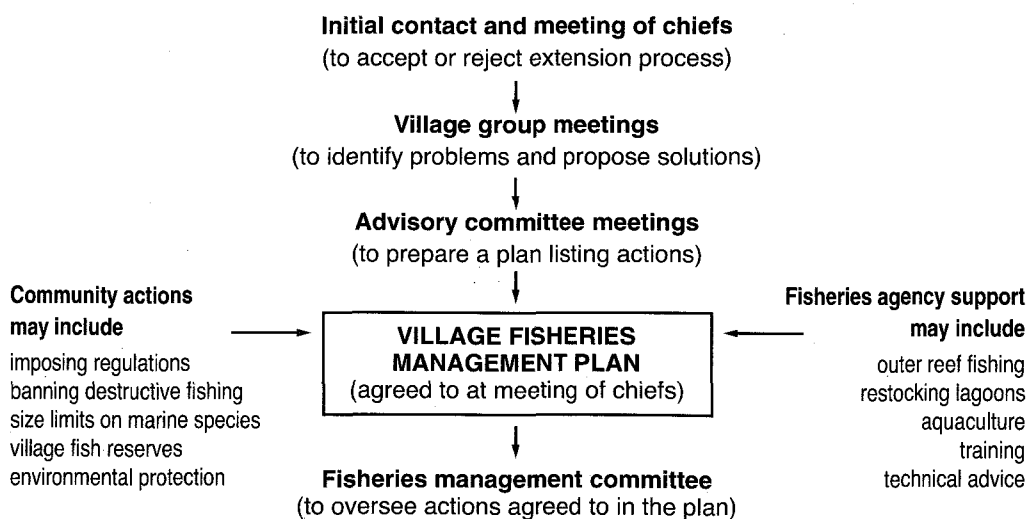 Initial contact and meeting of chiefs
(to accept or reject extension process)
Village group meetings
(to identify problems and propose solutions)
Advisory committee meetings
(to prepare a plan listing actions)
Community actions
may include
imposing regulations
banning destructive fishing
size limits on marine species
village fish reserves
environmental protection
VILLAGE FISHERIES
MANAGEMENT PLAN
(agreed to at meeting of chiefs)
Fisheries agency support
may include
outer reef fishing
restocking lagoons
aquaculture
training
technical advice
Fisheries management committee
(to oversee actions agreed to in the plan)